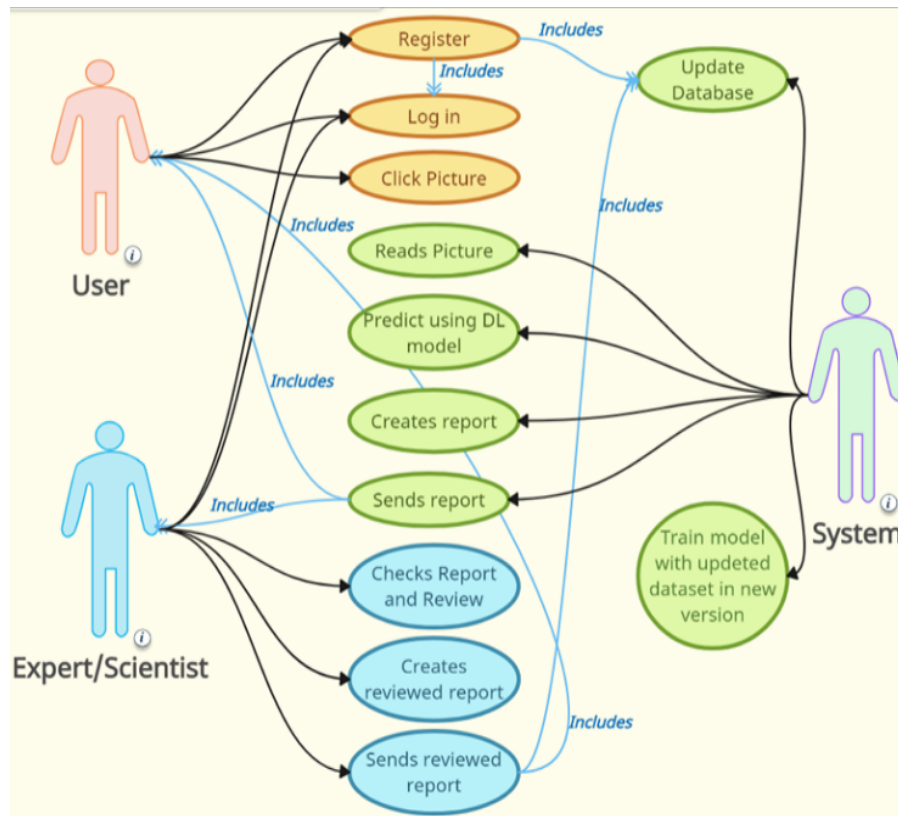 Register
Includes
Includes
Update
Database
Log in
Click Picture
Includes
Includes
Reads Picture
User
Predict using DL
model
Includes
Creates report
Sends report
Includes
System
Train model
with updeted
dataset in new
version
Checks Report
and Review
Expert/Scientist
Creates
reviewed report
Includes
Sends reviewed
report